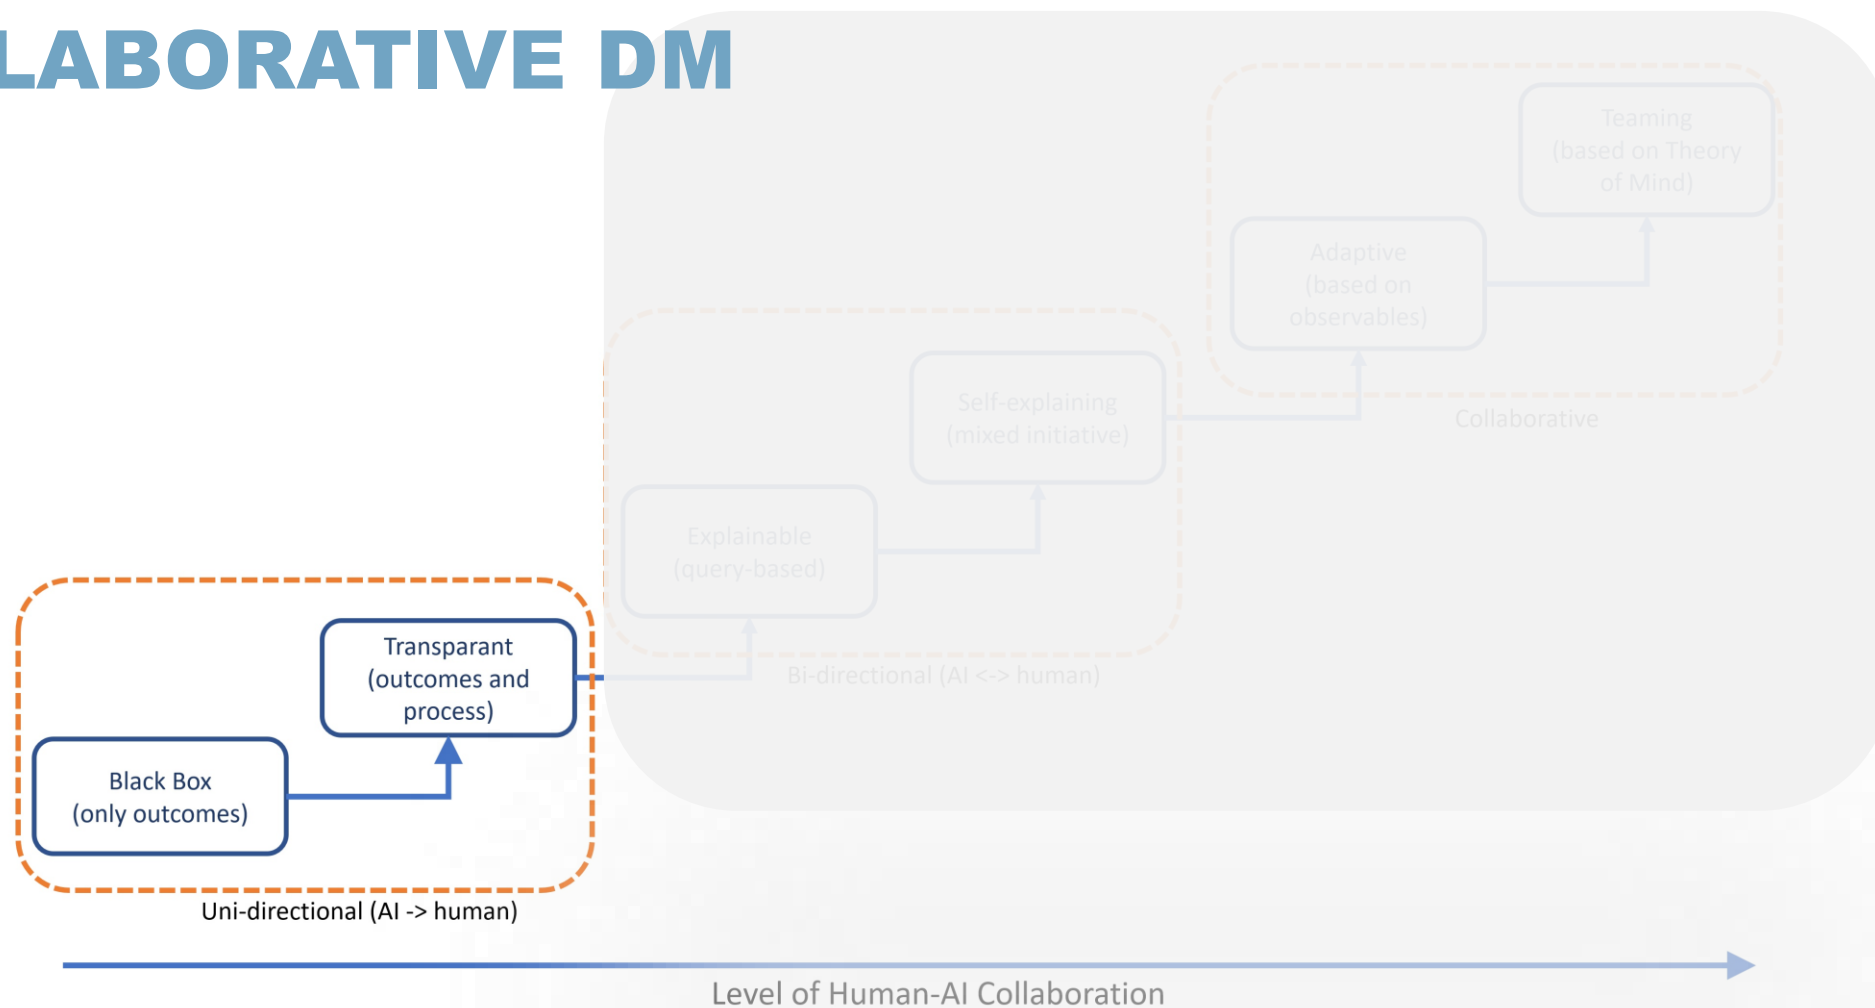 LABORATIVE DM
Teaming
(based on Theory
of Mind)
Adaptive
(based on
observables)
Collaborative
Self-explaining
(mixed initiative)
Explainable
(query-based)
Bi-directional (AI <-> human)
Transparant
(outcomes and
process)
Black Box
(only outcomes)
Uni-directional (AI -> human)
Level of Human-AI Collaboration